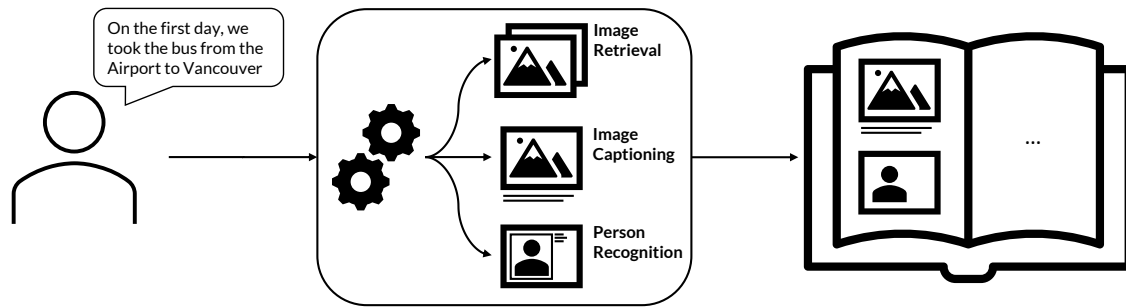 On the first day, we
took the bus from the
Airport to Vancouver
Image
Retrieval
Image
Captioning
Person
Recognition
...